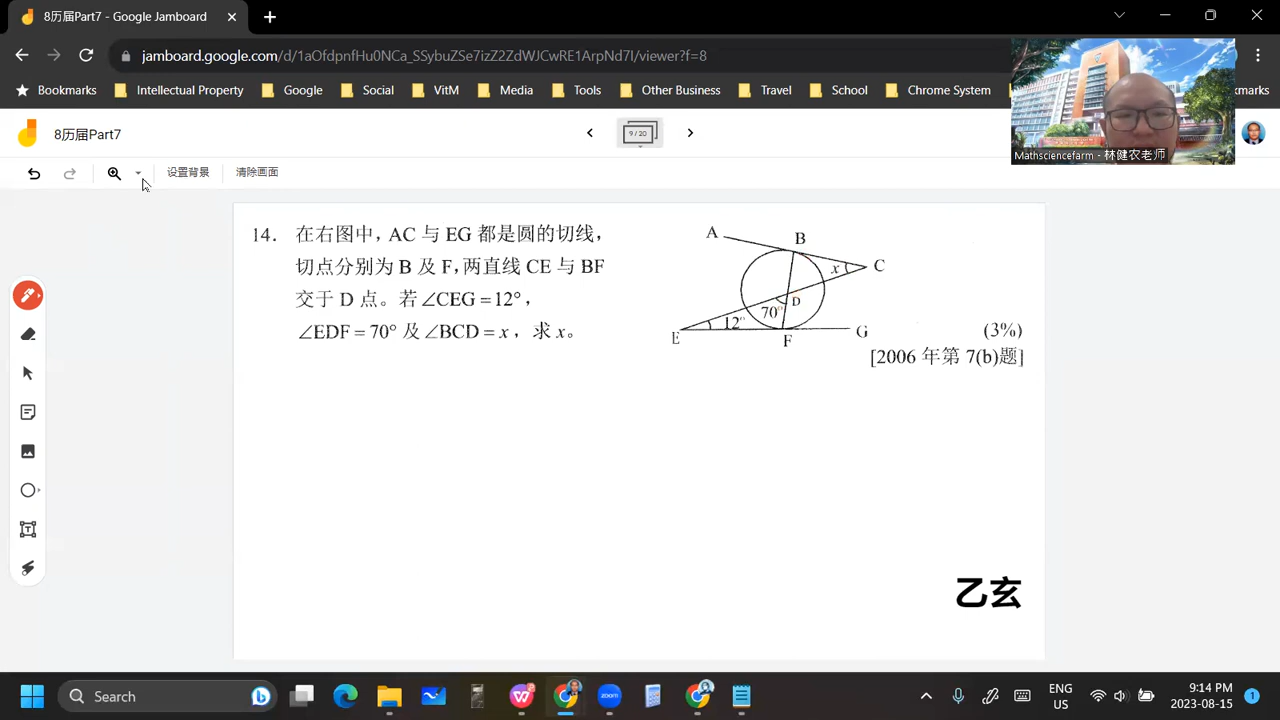 8历届Part7 - Google Jamboard
jamboard.google.com/d/
/viewer?f=8
Bookmarks
Intellectual Property
Google
Social
VitM
Media
Tools
Other Business
Travel
School
Chrome System
Mathsciencefarm - 林健农老师
8历届Part7
9 / 20
设置背景
清除画面
14. 在右图中, AC 与 EG 都是圆的切线,
切点分别为 B 及 F, 两直线 CE 与 BF
交于 D 点。若 ∠CEG = 12°,
∠EDF = 70° 及 ∠BCD = x, 求 x。
A
B
x
C
D
70°
12°
E
F
G
(3%)
[2006 年第 7(b)题]
乙玄
Search
ENG
US
9:14 PM
2023-08-15
1